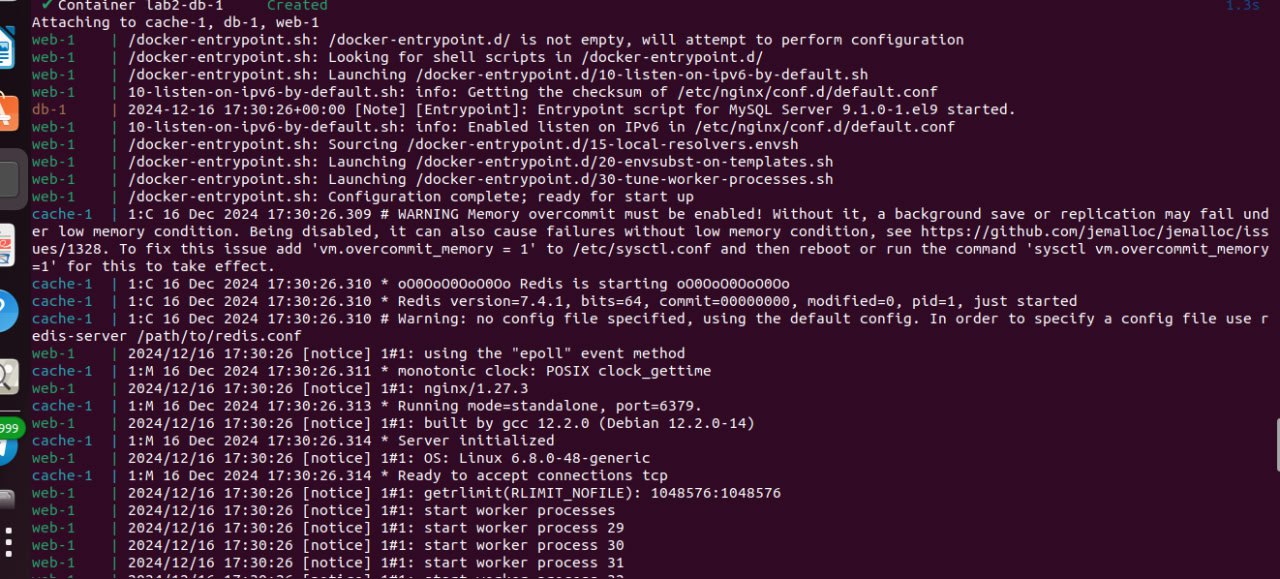 ✔ Container lab2-db-1     Created     1.3s
Attaching to cache-1, db-1, web-1
web-1    | /docker-entrypoint.sh: /docker-entrypoint.d/ is not empty, will attempt to perform configuration
web-1    | /docker-entrypoint.sh: Looking for shell scripts in /docker-entrypoint.d/
web-1    | /docker-entrypoint.sh: Launching /docker-entrypoint.d/10-listen-on-ipv6-by-default.sh
web-1    | 10-listen-on-ipv6-by-default.sh: info: Getting the checksum of /etc/nginx/conf.d/default.conf
db-1     | 2024-12-16 17:30:26+00:00 [Note] [Entrypoint]: Entrypoint script for MySQL Server 9.1.0-1.el9 started.
web-1    | 10-listen-on-ipv6-by-default.sh: info: Enabled listen on IPv6 in /etc/nginx/conf.d/default.conf
web-1    | /docker-entrypoint.sh: Sourcing /docker-entrypoint.d/15-local-resolvers.envsh
web-1    | /docker-entrypoint.sh: Launching /docker-entrypoint.d/20-envsubst-on-templates.sh
web-1    | /docker-entrypoint.sh: Launching /docker-entrypoint.d/30-tune-worker-processes.sh
web-1    | /docker-entrypoint.sh: Configuration complete; ready for start up
cache-1  | 1:C 16 Dec 2024 17:30:26.309 # WARNING Memory overcommit must be enabled! Without it, a background save or replication may fail und
er low memory condition. Being disabled, it can also cause failures without low memory condition, see https://github.com/jemalloc/jemalloc/iss
ues/1328. To fix this issue add 'vm.overcommit_memory = 1' to /etc/sysctl.conf and then reboot or run the command 'sysctl vm.overcommit_memory
=1' for this to take effect.
cache-1  | 1:C 16 Dec 2024 17:30:26.310 * oO0OoO0OoO0Oo Redis is starting oO0OoO0OoO0Oo
cache-1  | 1:C 16 Dec 2024 17:30:26.310 * Redis version=7.4.1, bits=64, commit=00000000, modified=0, pid=1, just started
cache-1  | 1:C 16 Dec 2024 17:30:26.310 # Warning: no config file specified, using the default config. In order to specify a config file use r
edis-server /path/to/redis.conf
web-1    | 2024/12/16 17:30:26 [notice] 1#1: using the "epoll" event method
cache-1  | 1:M 16 Dec 2024 17:30:26.311 * monotonic clock: POSIX clock_gettime
web-1    | 2024/12/16 17:30:26 [notice] 1#1: nginx/1.27.3
cache-1  | 1:M 16 Dec 2024 17:30:26.313 * Running mode=standalone, port=6379.
web-1    | 2024/12/16 17:30:26 [notice] 1#1: built by gcc 12.2.0 (Debian 12.2.0-14)
cache-1  | 1:M 16 Dec 2024 17:30:26.314 * Server initialized
web-1    | 2024/12/16 17:30:26 [notice] 1#1: OS: Linux 6.8.0-48-generic
cache-1  | 1:M 16 Dec 2024 17:30:26.314 * Ready to accept connections tcp
web-1    | 2024/12/16 17:30:26 [notice] 1#1: getrlimit(RLIMIT_NOFILE): 1048576:1048576
web-1    | 2024/12/16 17:30:26 [notice] 1#1: start worker processes
web-1    | 2024/12/16 17:30:26 [notice] 1#1: start worker process 29
web-1    | 2024/12/16 17:30:26 [notice] 1#1: start worker process 30
web-1    | 2024/12/16 17:30:26 [notice] 1#1: start worker process 31
999